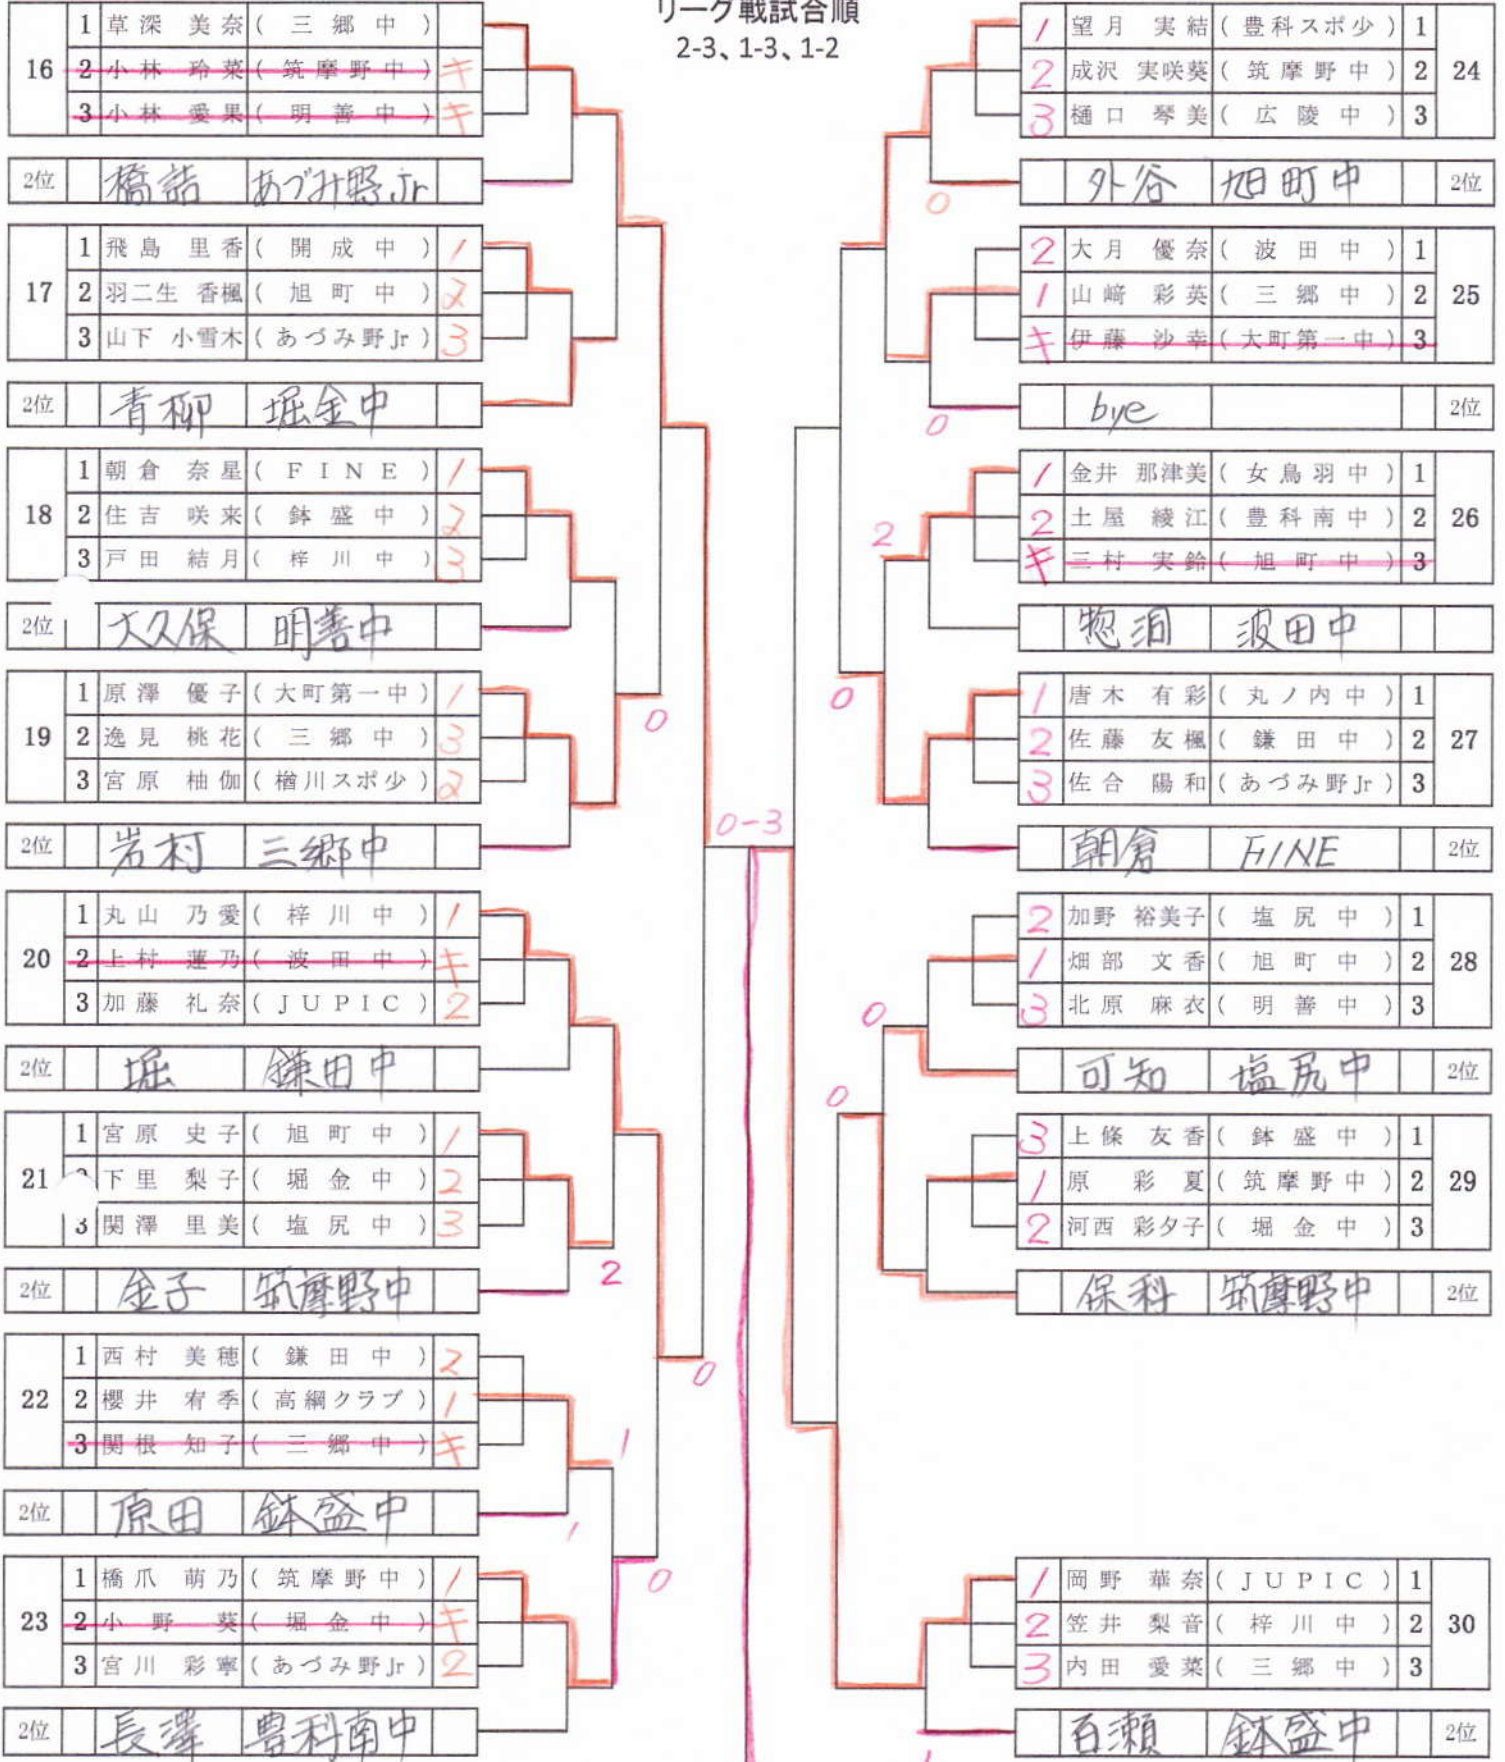 リーグ戦試合順
2-3、1-3、1-2
16
1 草深 美奈 ( 三郷中 )
2 小林 玲菜 ( 筑摩野中 ) キ
3 小林 愛果 ( 明善中 ) キ
2位 橋詰 あづみ野Jr
17
1 飛島 里香 ( 開成中 ) 1
2 羽二生 香楓 ( 旭町中 ) 2
3 山下 小雪木 ( あづみ野Jr ) 3
2位 青柳 堀金中
18
1 朝倉 奈星 ( FINE ) 1
2 住吉 咲来 ( 鉢盛中 ) 2
3 戸田 結月 ( 梓川中 ) 3
2位 大久保 明善中
19
1 原澤 優子 ( 大町第一中 ) 1
2 逸見 桃花 ( 三郷中 ) 3
3 宮原 柚伽 ( 楢川スポ少 ) 2
2位 岩村 三郷中
20
1 丸山 乃愛 ( 梓川中 ) 1
2 上村 蓮乃 ( 波田中 ) キ
3 加藤 礼奈 ( JUPIC ) 2
2位 堀 鎌田中
21
1 宮原 史子 ( 旭町中 ) 1
下里 梨子 ( 堀金中 ) 2
3 関澤 里美 ( 塩尻中 ) 3
2位 金子 筑摩野中
22
1 西村 美穂 ( 鎌田中 ) 2
2 櫻井 宥季 ( 高綱クラブ ) 1
3 関根 知子 ( 三郷中 ) キ
2位 原田 鉢盛中
23
1 橋爪 萌乃 ( 筑摩野中 ) 1
2 小野 葵 ( 堀金中 ) キ
3 宮川 彩寧 ( あづみ野Jr ) 2
2位 長澤 豊科南中
0
2
0
1
1
0
0-3
24
1 望月 実結 ( 豊科スポ少 ) 1
2 成沢 実咲葵 ( 筑摩野中 ) 2
3 樋口 琴美 ( 広陵中 ) 3
0
外谷 旭町中 2位
25
2 大月 優奈 ( 波田中 ) 1
1 山﨑 彩英 ( 三郷中 ) 2
キ 伊藤 沙幸 ( 大町第一中 ) 3
0
bye 2位
26
1 金井 那津美 ( 女鳥羽中 ) 1
2 土屋 綾江 ( 豊科南中 ) 2
キ 三村 実鈴 ( 旭町中 ) 3
2
惣洞 波田中
0
27
1 唐木 有彩 ( 丸ノ内中 ) 1
2 佐藤 友楓 ( 鎌田中 ) 2
3 佐合 陽和 ( あづみ野Jr ) 3
朝倉 FINE 2位
28
2 加野 裕美子 ( 塩尻中 ) 1
1 畑部 文香 ( 旭町中 ) 2
3 北原 麻衣 ( 明善中 ) 3
0
可知 塩尻中 2位
0
29
3 上條 友香 ( 鉢盛中 ) 1
1 原 彩夏 ( 筑摩野中 ) 2
2 河西 彩夕子 ( 堀金中 ) 3
保科 筑摩野中 2位
30
1 岡野 華奈 ( JUPIC ) 1
2 笠井 梨音 ( 梓川中 ) 2
3 内田 愛菜 ( 三郷中 ) 3
百瀬 鉢盛中 2位